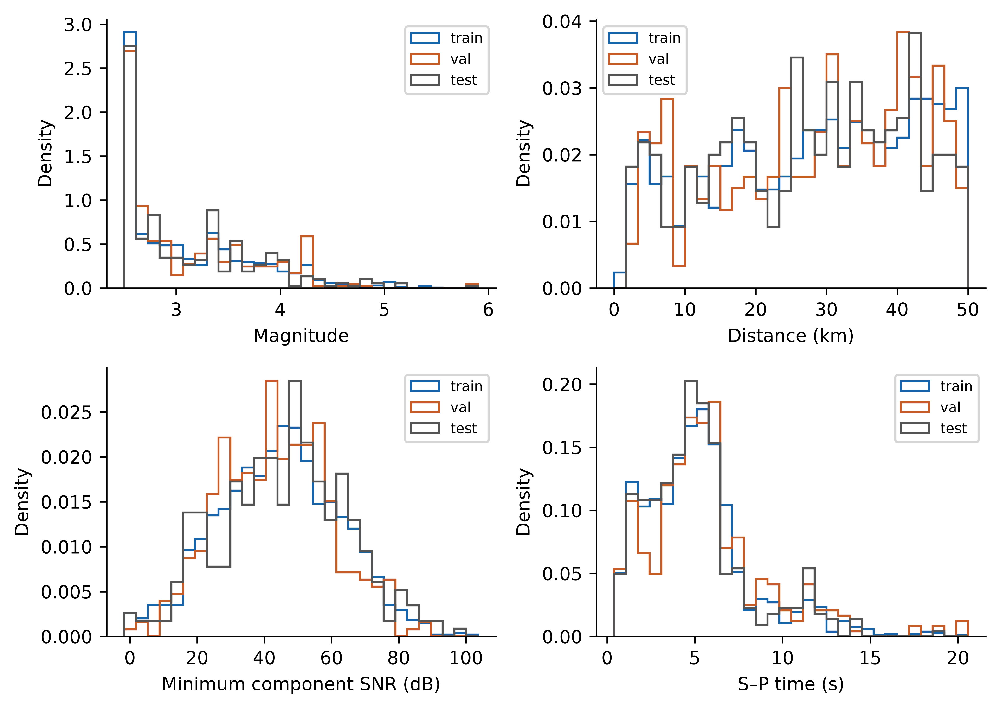 3.0
2.5
2.0
1.5
1.0
0.5
0.0
Density
3 4 5 6
Magnitude
train
val
test
0.04
0.03
0.02
0.01
0.00
Density
0 10 20 30 40 50
Distance (km)
train
val
test
0.025
0.020
0.015
0.010
0.005
0.000
Density
0 20 40 60 80 100
Minimum component SNR (dB)
train
val
test
0.20
0.15
0.10
0.05
0.00
Density
0 5 10 15 20
S–P time (s)
train
val
test